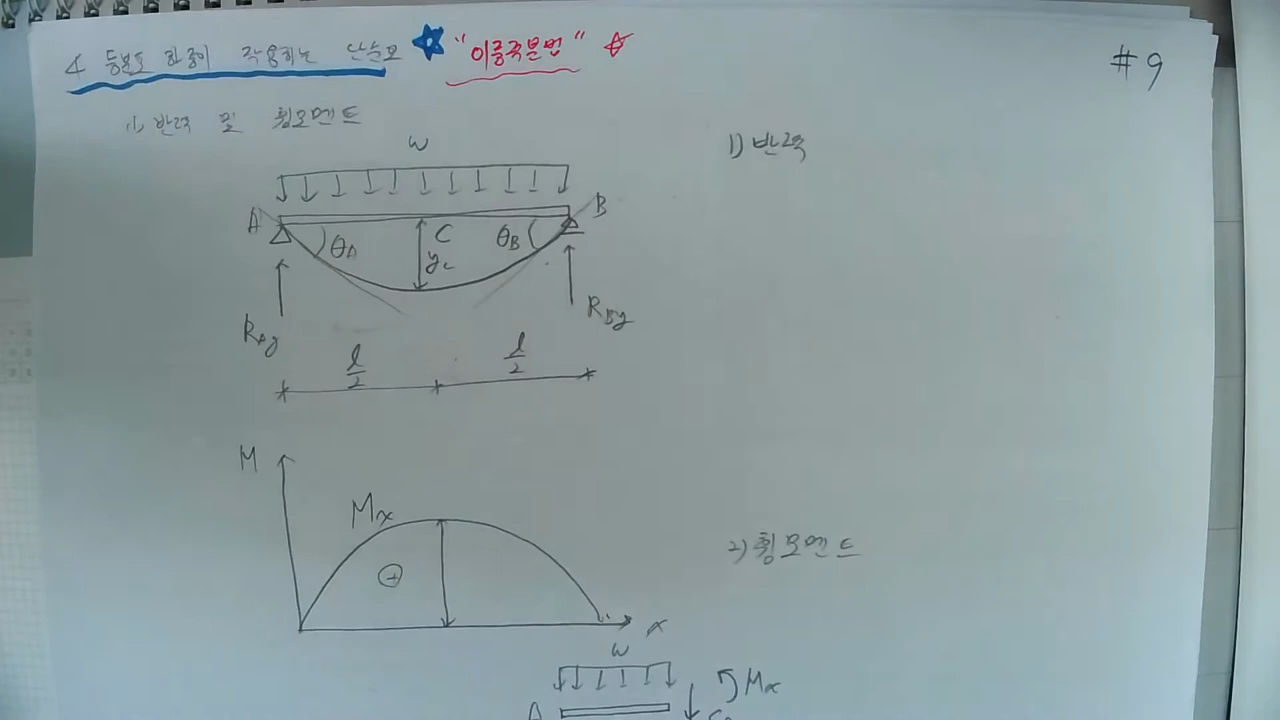 4 등분포 하중이 작용하는 단순보 ★ "이중적분법" ☆
#9
(1) 반력 및 휨모멘트
1) 반력
w
A
B
θA
C
θB
yc
RAy
RBy
l/2
l/2
M
Mx
+
2) 휨모멘트
x
w
Mx
A